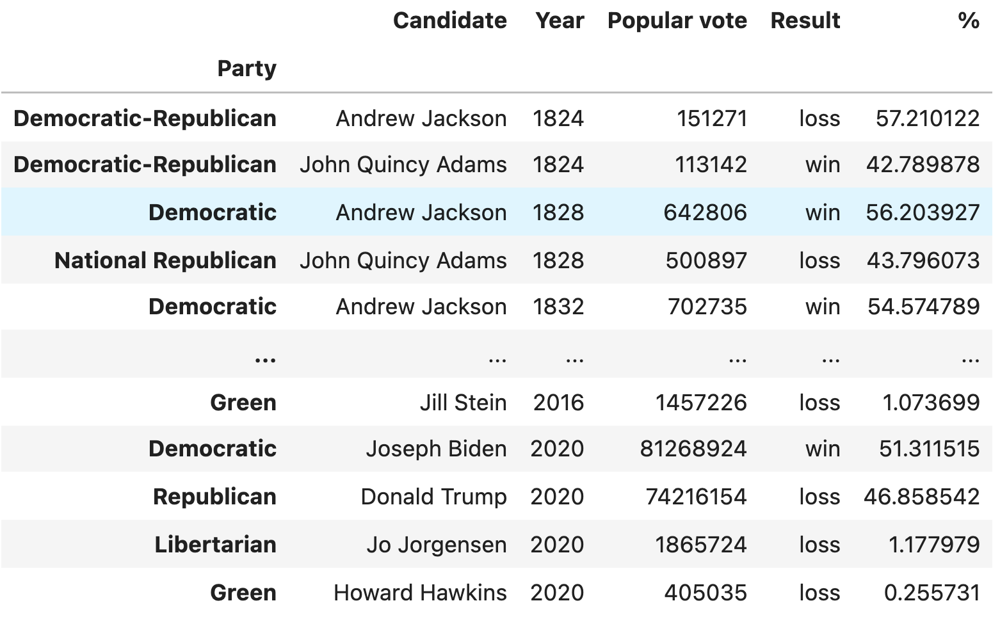 Candidate Year Popular vote Result %
Party
Democratic-Republican Andrew Jackson 1824 151271 loss 57.210122
Democratic-Republican John Quincy Adams 1824 113142 win 42.789878
Democratic Andrew Jackson 1828 642806 win 56.203927
National Republican John Quincy Adams 1828 500897 loss 43.796073
Democratic Andrew Jackson 1832 702735 win 54.574789
... ... ... ... ... ...
Green Jill Stein 2016 1457226 loss 1.073699
Democratic Joseph Biden 2020 81268924 win 51.311515
Republican Donald Trump 2020 74216154 loss 46.858542
Libertarian Jo Jorgensen 2020 1865724 loss 1.177979
Green Howard Hawkins 2020 405035 loss 0.255731